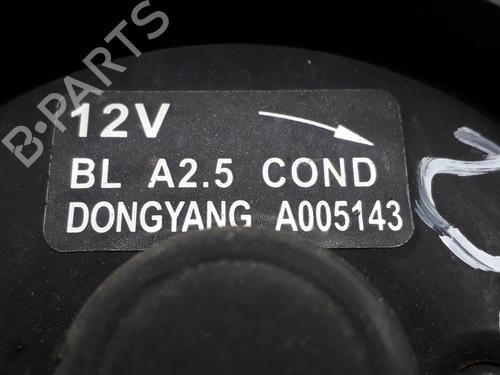 B-PARTS
12V
BL A2.5 COND
DONGYANG A005143